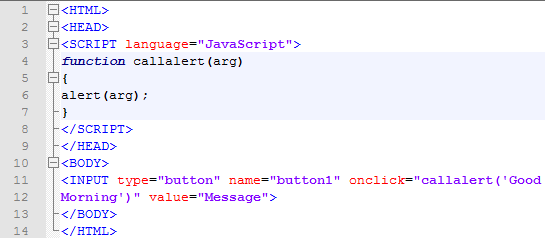 1 <HTML>
2 <HEAD>
3 <SCRIPT language="JavaScript">
4 function callalert(arg)
5 {
6 alert(arg);
7 }
8 </SCRIPT>
9 </HEAD>
10 <BODY>
11 <INPUT type="button" name="button1" onclick="callalert('Good
12 Morning')" value="Message">
13 </BODY>
14 </HTML>